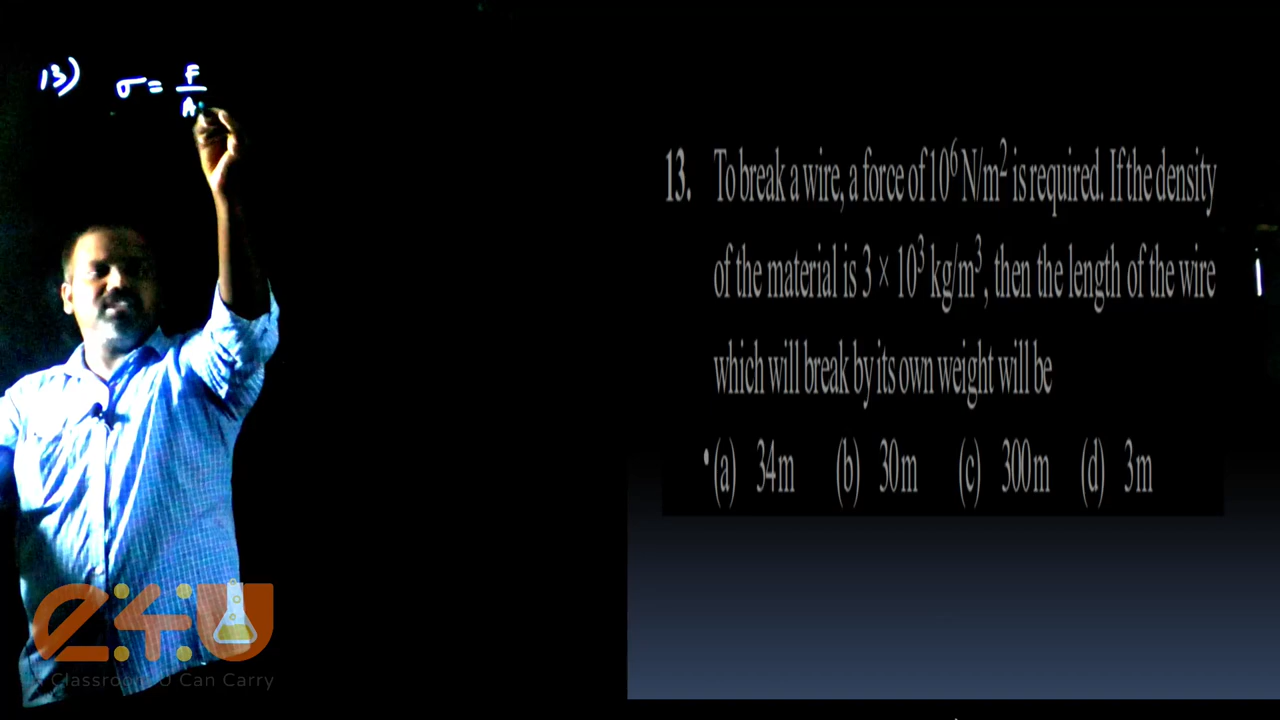 13) σ = F/A
13. To break a wire, a force of 10⁶ N/m² is required. If the density
of the material is 3 × 10³ kg/m³, then the length of the wire
which will break by its own weight will be
(a) 34m (b) 30m (c) 300m (d) 3m
e4U
A Classroom U Can Carry